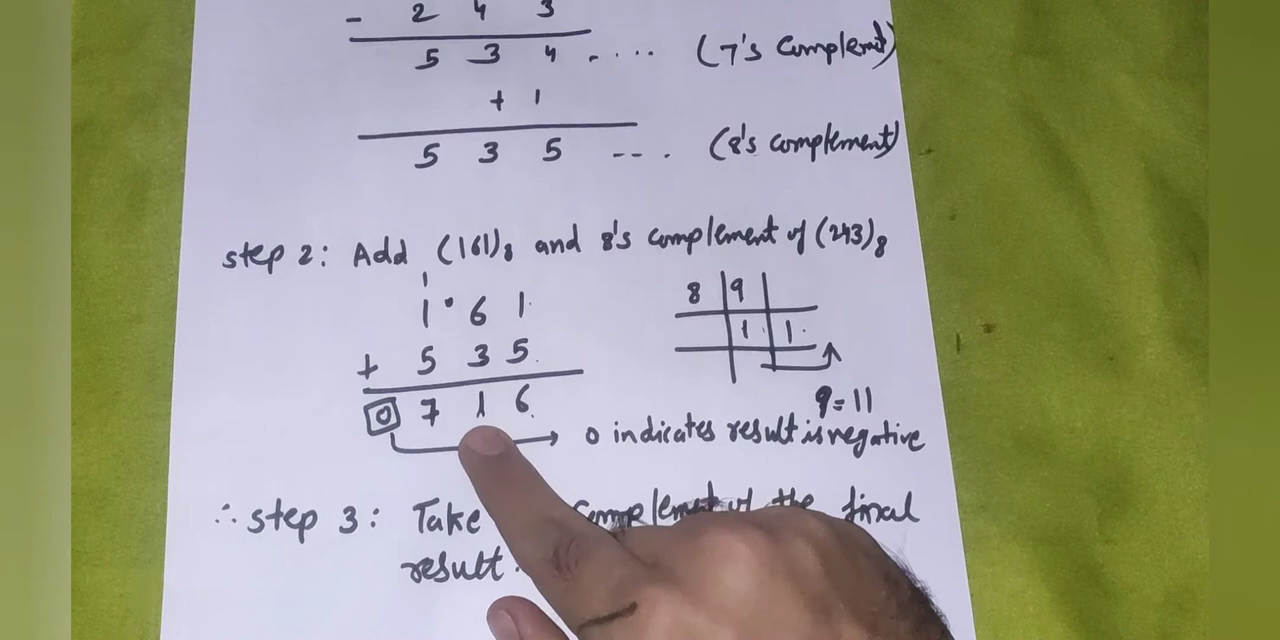 - 2 4 3
5 3 4 .... (7's complemit)
+ 1
5 3 5 .... (8's complement)
step 2: Add (161)8 and 8's complement of (243)8
1
1 6 1
+ 5 3 5
0 7 1 6
8 9
1 1
9 = 11
0 indicates result is negative
∴ step 3: Take complement of the final
result.